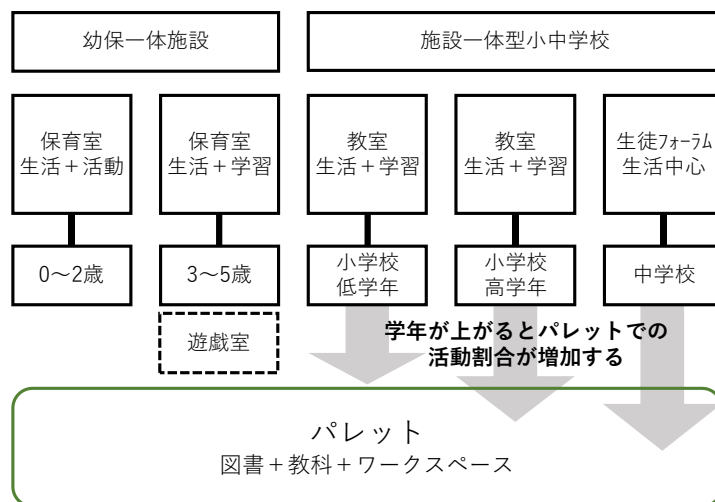 幼保一体施設
施設一体型小中学校
保育室
生活＋活動
保育室
生活＋学習
教室
生活＋学習
教室
生活＋学習
生徒ﾌｫｰﾗﾑ
生活中心
0～2歳
3～5歳
小学校
低学年
小学校
高学年
中学校
遊戯室
学年が上がるとパレットでの
活動割合が増加する
パレット
図書＋教科＋ワークスペース